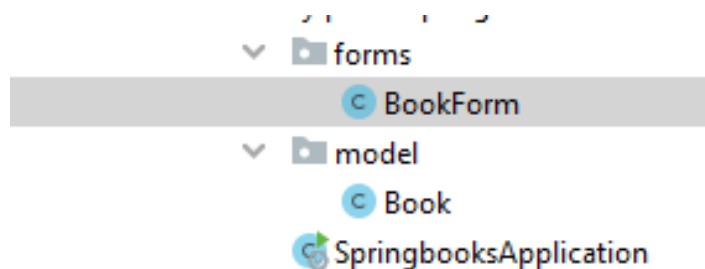 forms
C BookForm
model
C Book
SpringbooksApplication